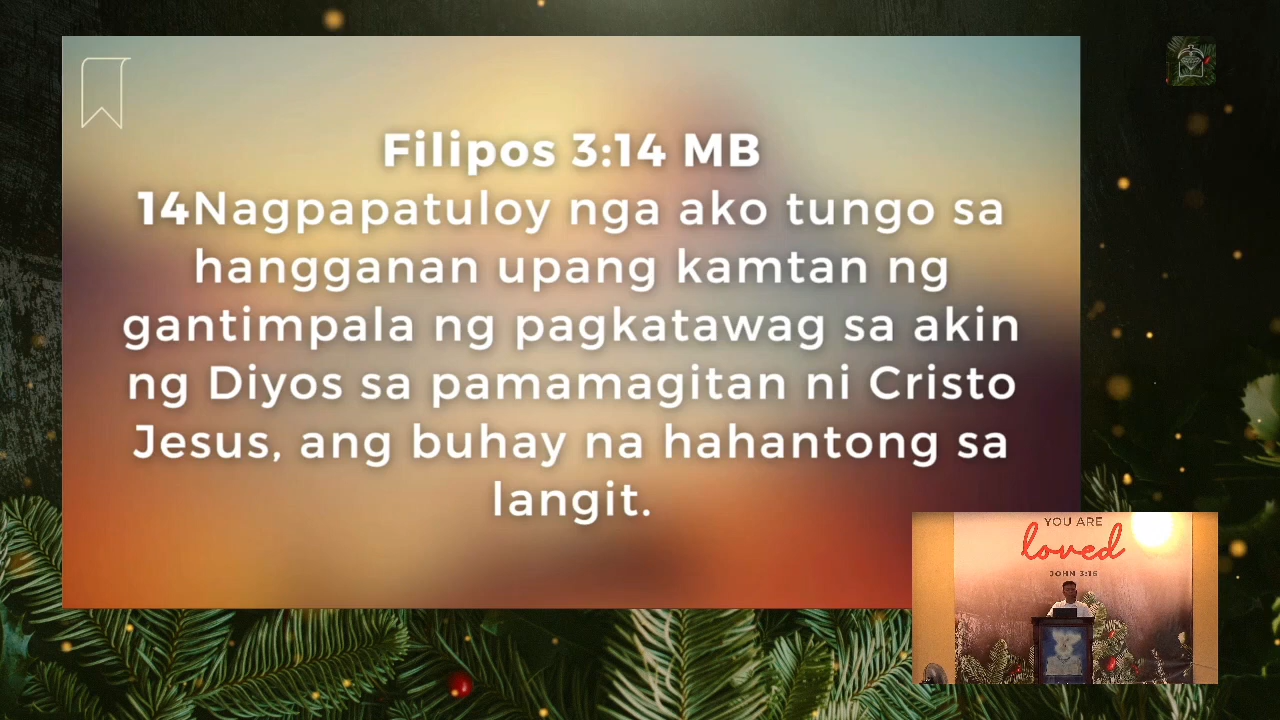 Filipos 3:14 MB
14Nagpapatuloy nga ako tungo sa
hangganan upang kamtan ng
gantimpala ng pagkatawag sa akin
ng Diyos sa pamamagitan ni Cristo
Jesus, ang buhay na hahantong sa
langit.
YOU ARE
loved
JOHN 3:16